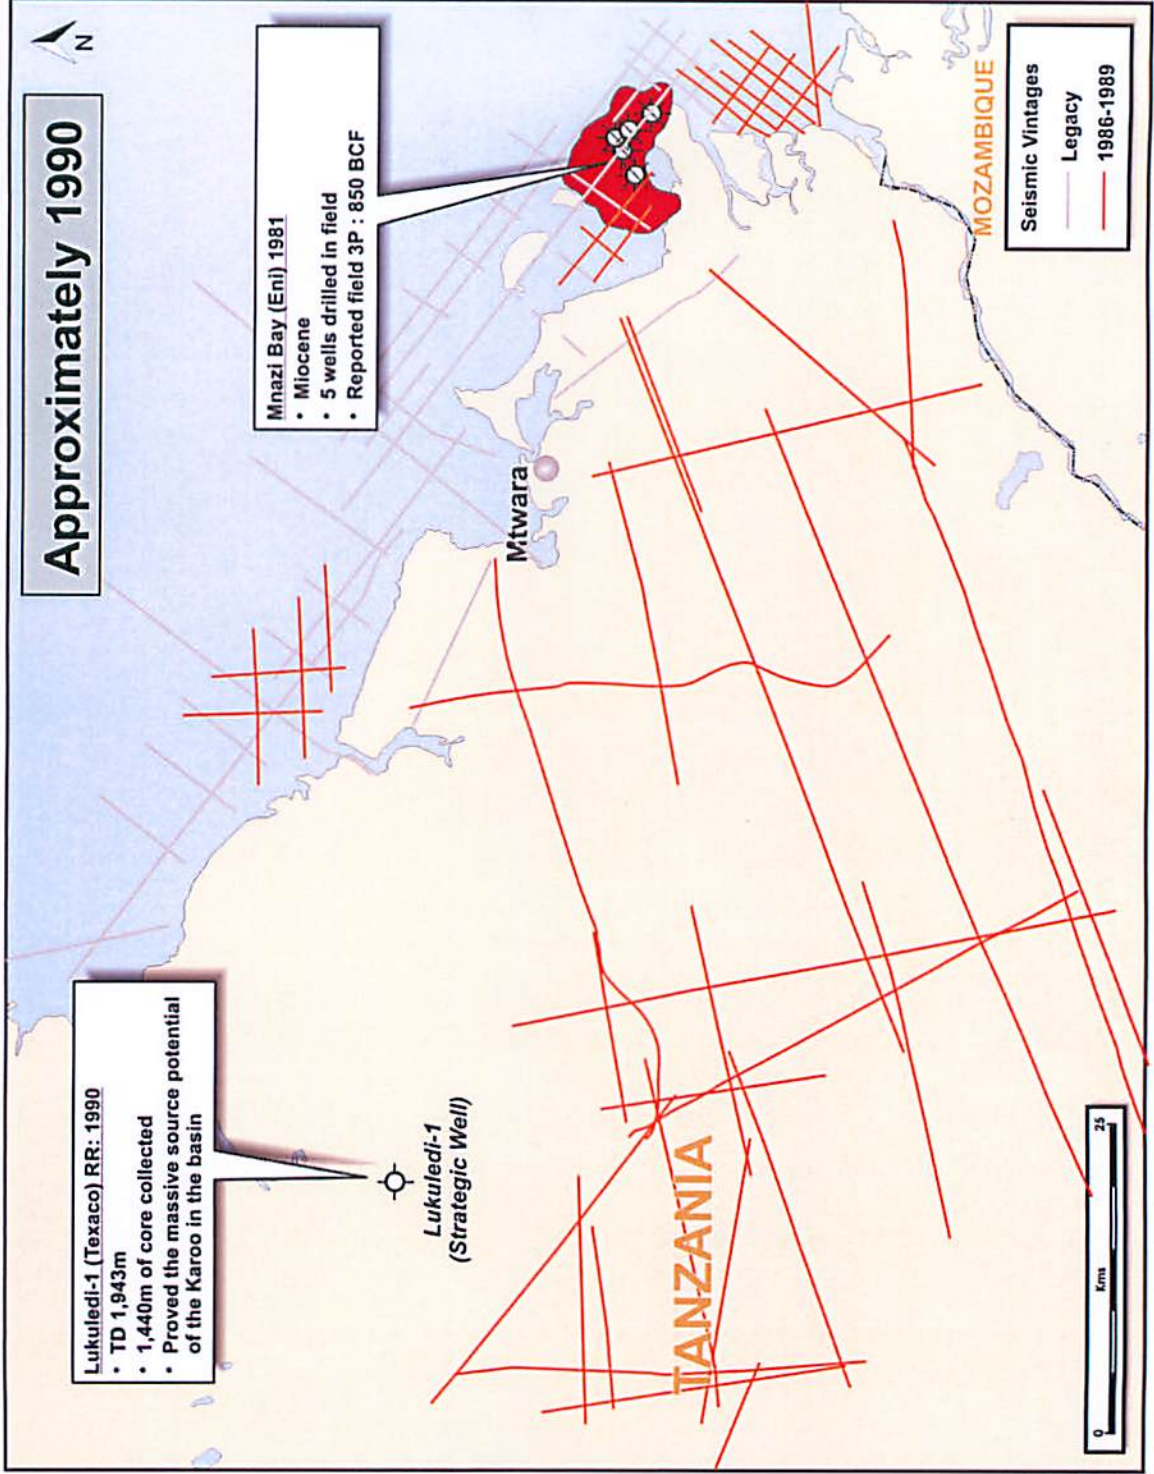 Approximately 1990
N
Lukuledi-1 (Texaco) RR: 1990
• TD 1,943m
• 1,440m of core collected
• Proved the massive source potential
of the Karoo in the basin
Mnazi Bay (Eni) 1981
• Miocene
• 5 wells drilled in field
• Reported field 3P : 850 BCF
Mtwara
Lukuledi-1
(Strategic Well)
TANZANIA
MOZAMBIQUE
Seismic Vintages
Legacy
1986-1989
0 Kms 25